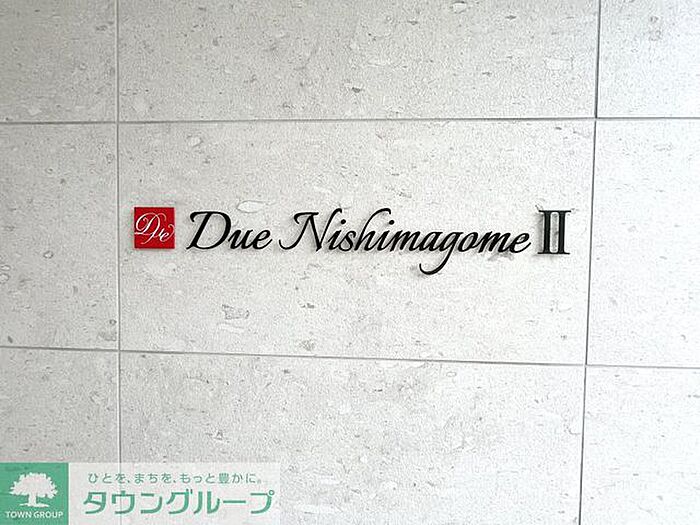 Due
Due Nishimagome II
ひとを、まちを、もっと豊かに。
タウングループ
TOWN GROUP